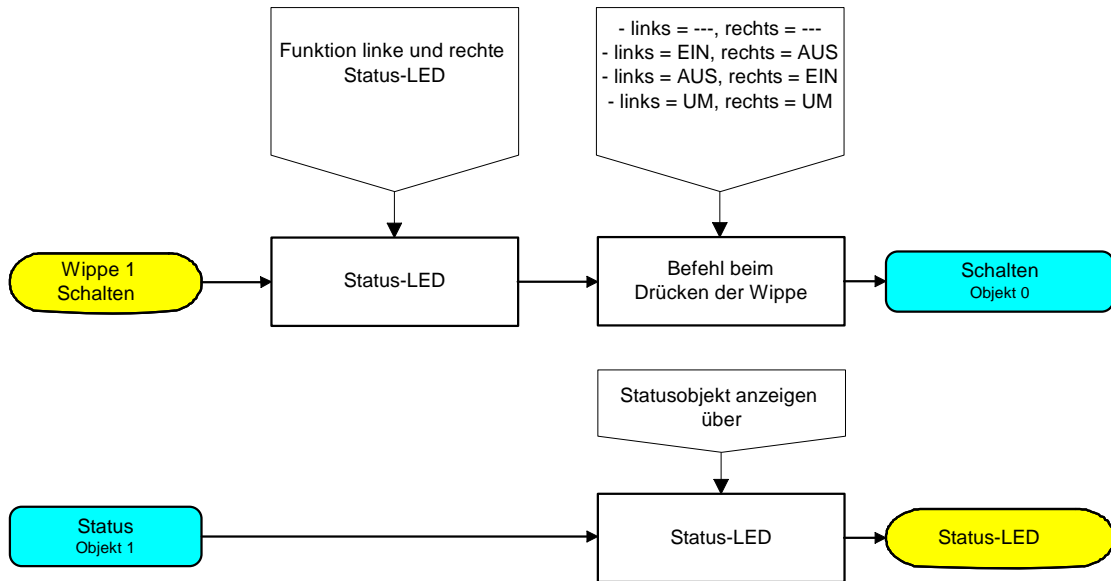 Funktion linke und rechte
Status-LED
- links = ---, rechts = ---
- links = EIN, rechts = AUS
- links = AUS, rechts = EIN
- links = UM, rechts = UM
Wippe 1
Schalten
Status-LED
Befehl beim
Drücken der Wippe
Schalten
Objekt 0
Statusobjekt anzeigen
über
Status
Objekt 1
Status-LED
Status-LED